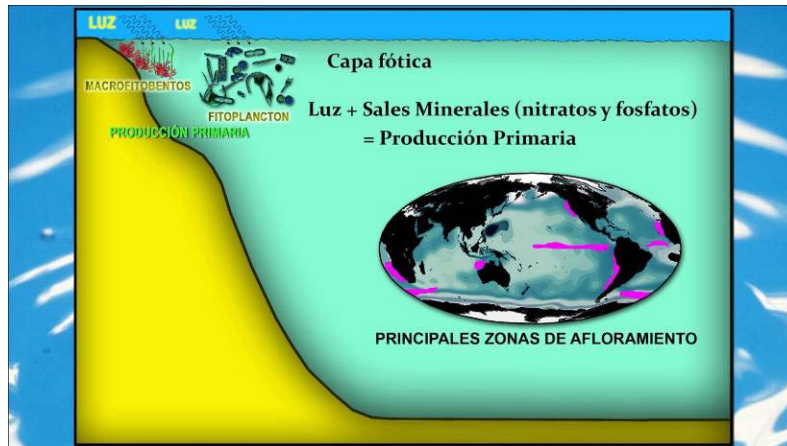 LUZ
LUZ
MACROFITOBENTOS
FITOPLANCTON
PRODUCCIÓN PRIMARIA
Capa fótica
Luz + Sales Minerales (nitratos y fosfatos)
= Producción Primaria
PRINCIPALES ZONAS DE AFLORAMIENTO